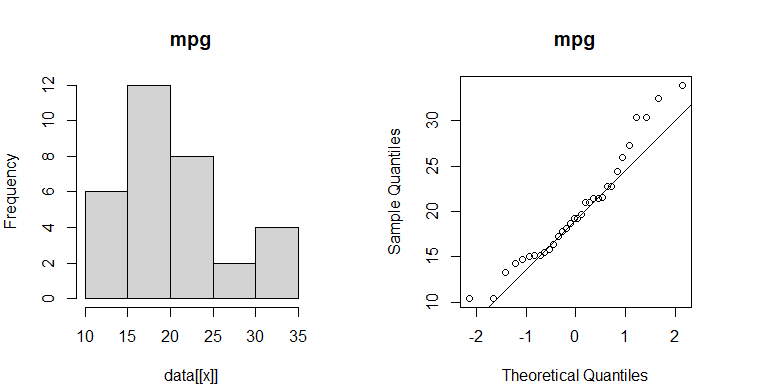 mpg
Frequency
0 2 4 6 8 10 12
10 15 20 25 30 35
data[[x]]
mpg
Sample Quantiles
10 15 20 25 30
-2 -1 0 1 2
Theoretical Quantiles